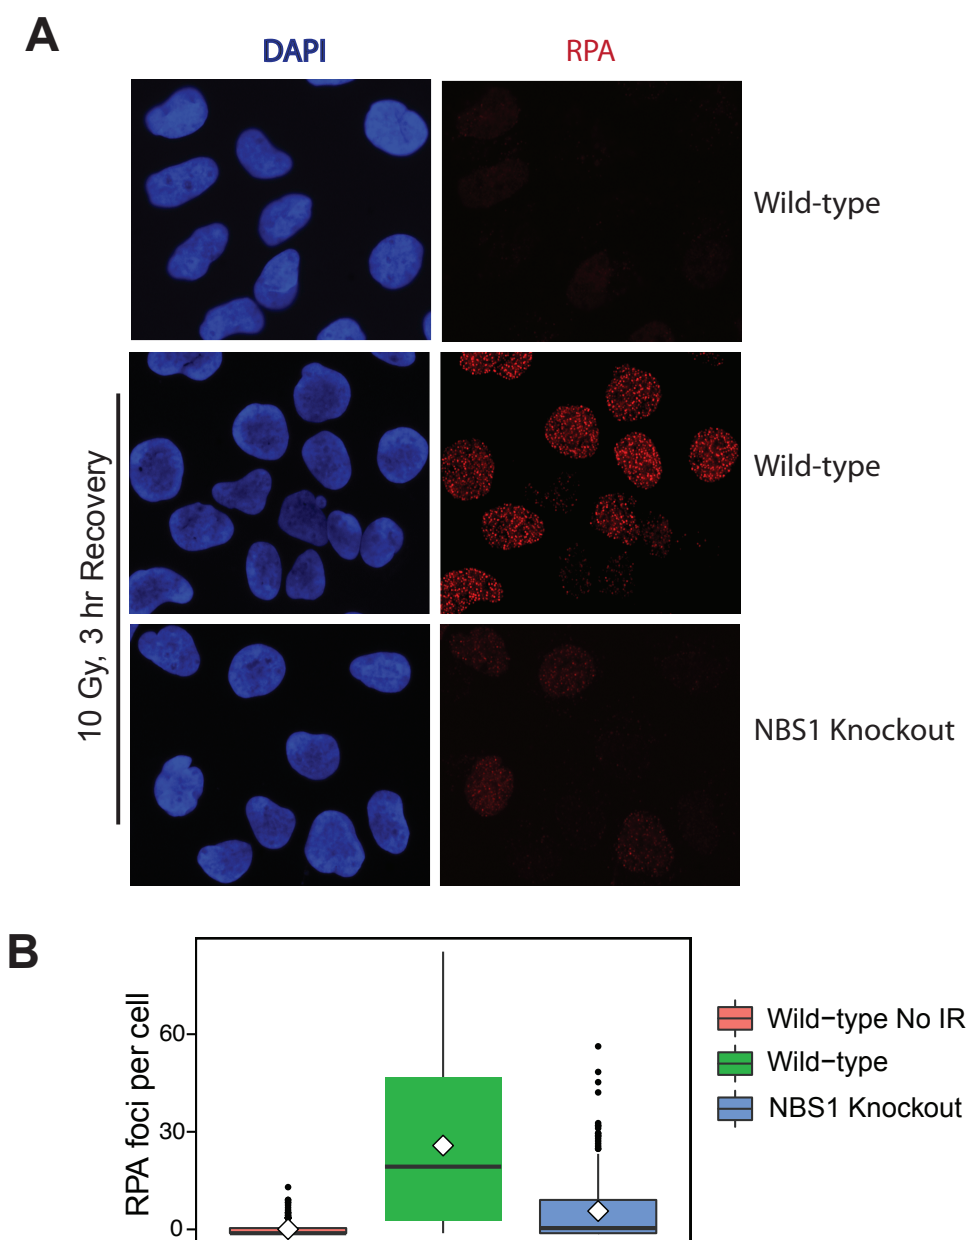 A
DAPI
RPA
Wild-type
Wild-type
10 Gy, 3 hr Recovery
NBS1 Knockout
B
RPA foci per cell
60
30
0
Wild−type No IR
Wild−type
NBS1 Knockout